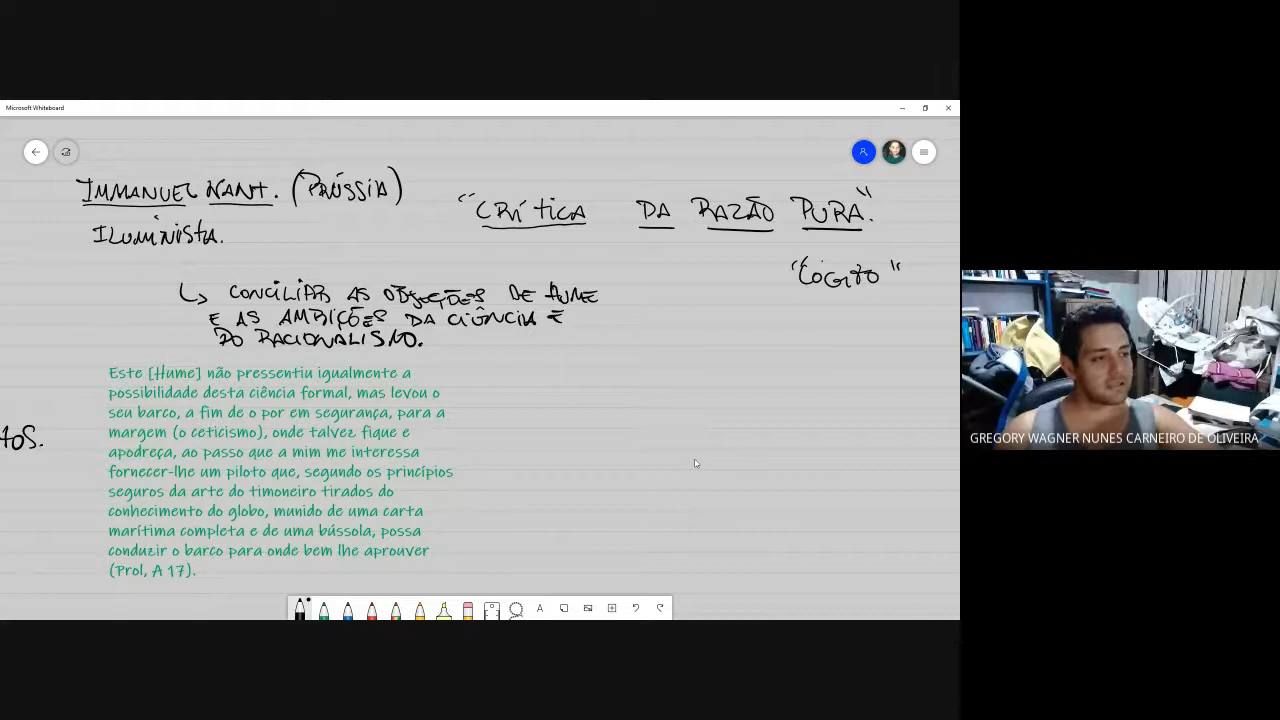 Microsoft Whiteboard
IMMANUEL KANT. (PRÚSSIA)
ILUMINISTA.
"CRÍTICA DA RAZÃO PURA".
"COGITO"
CONCILIAR AS OBJEÇÕES DE HUME
E AS AMBIÇÕES DA CIÊNCIA E
DO RACIONALISMO.
Este [Hume] não pressentiu igualmente a
possibilidade desta ciência formal, mas levou o
seu barco, a fim de o por em segurança, para a
margem (o ceticismo), onde talvez fique e
apodreça, ao passo que a mim me interessa
fornecer-lhe um piloto que, segundo os princípios
seguros da arte do timoneiro tirados do
conhecimento do globo, munido de uma carta
marítima completa e de uma bússola, possa
conduzir o barco para onde bem lhe aprouver
(Prol, A 17).
GREGORY WAGNER NUNES CARNEIRO DE OLIVEIRA